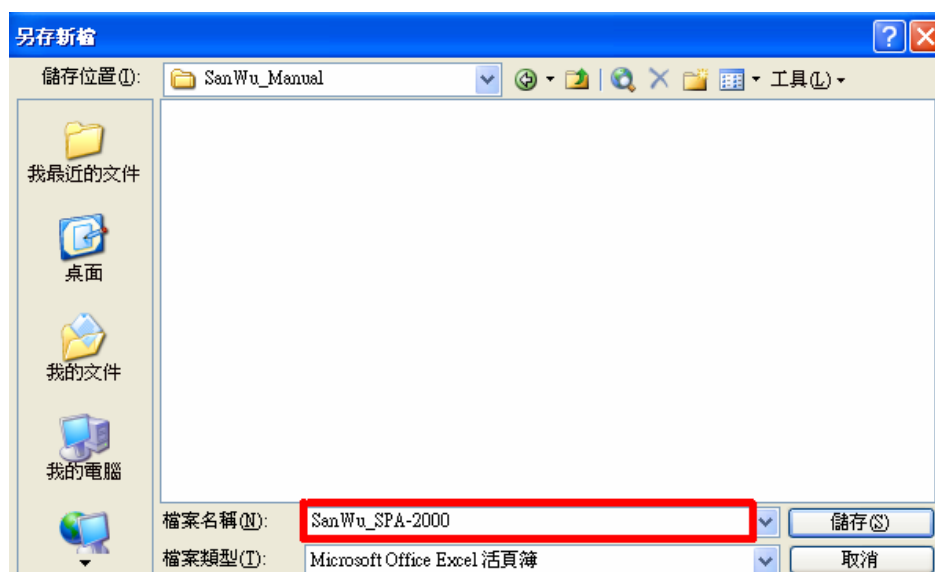 另存新檔
儲存位置(I):
SanWu_Manual
工具(L)
我最近的文件
桌面
我的文件
我的電腦
檔案名稱(N):
SanWu_SPA-2000
儲存(S)
檔案類型(T):
Microsoft Office Excel 活頁簿
取消